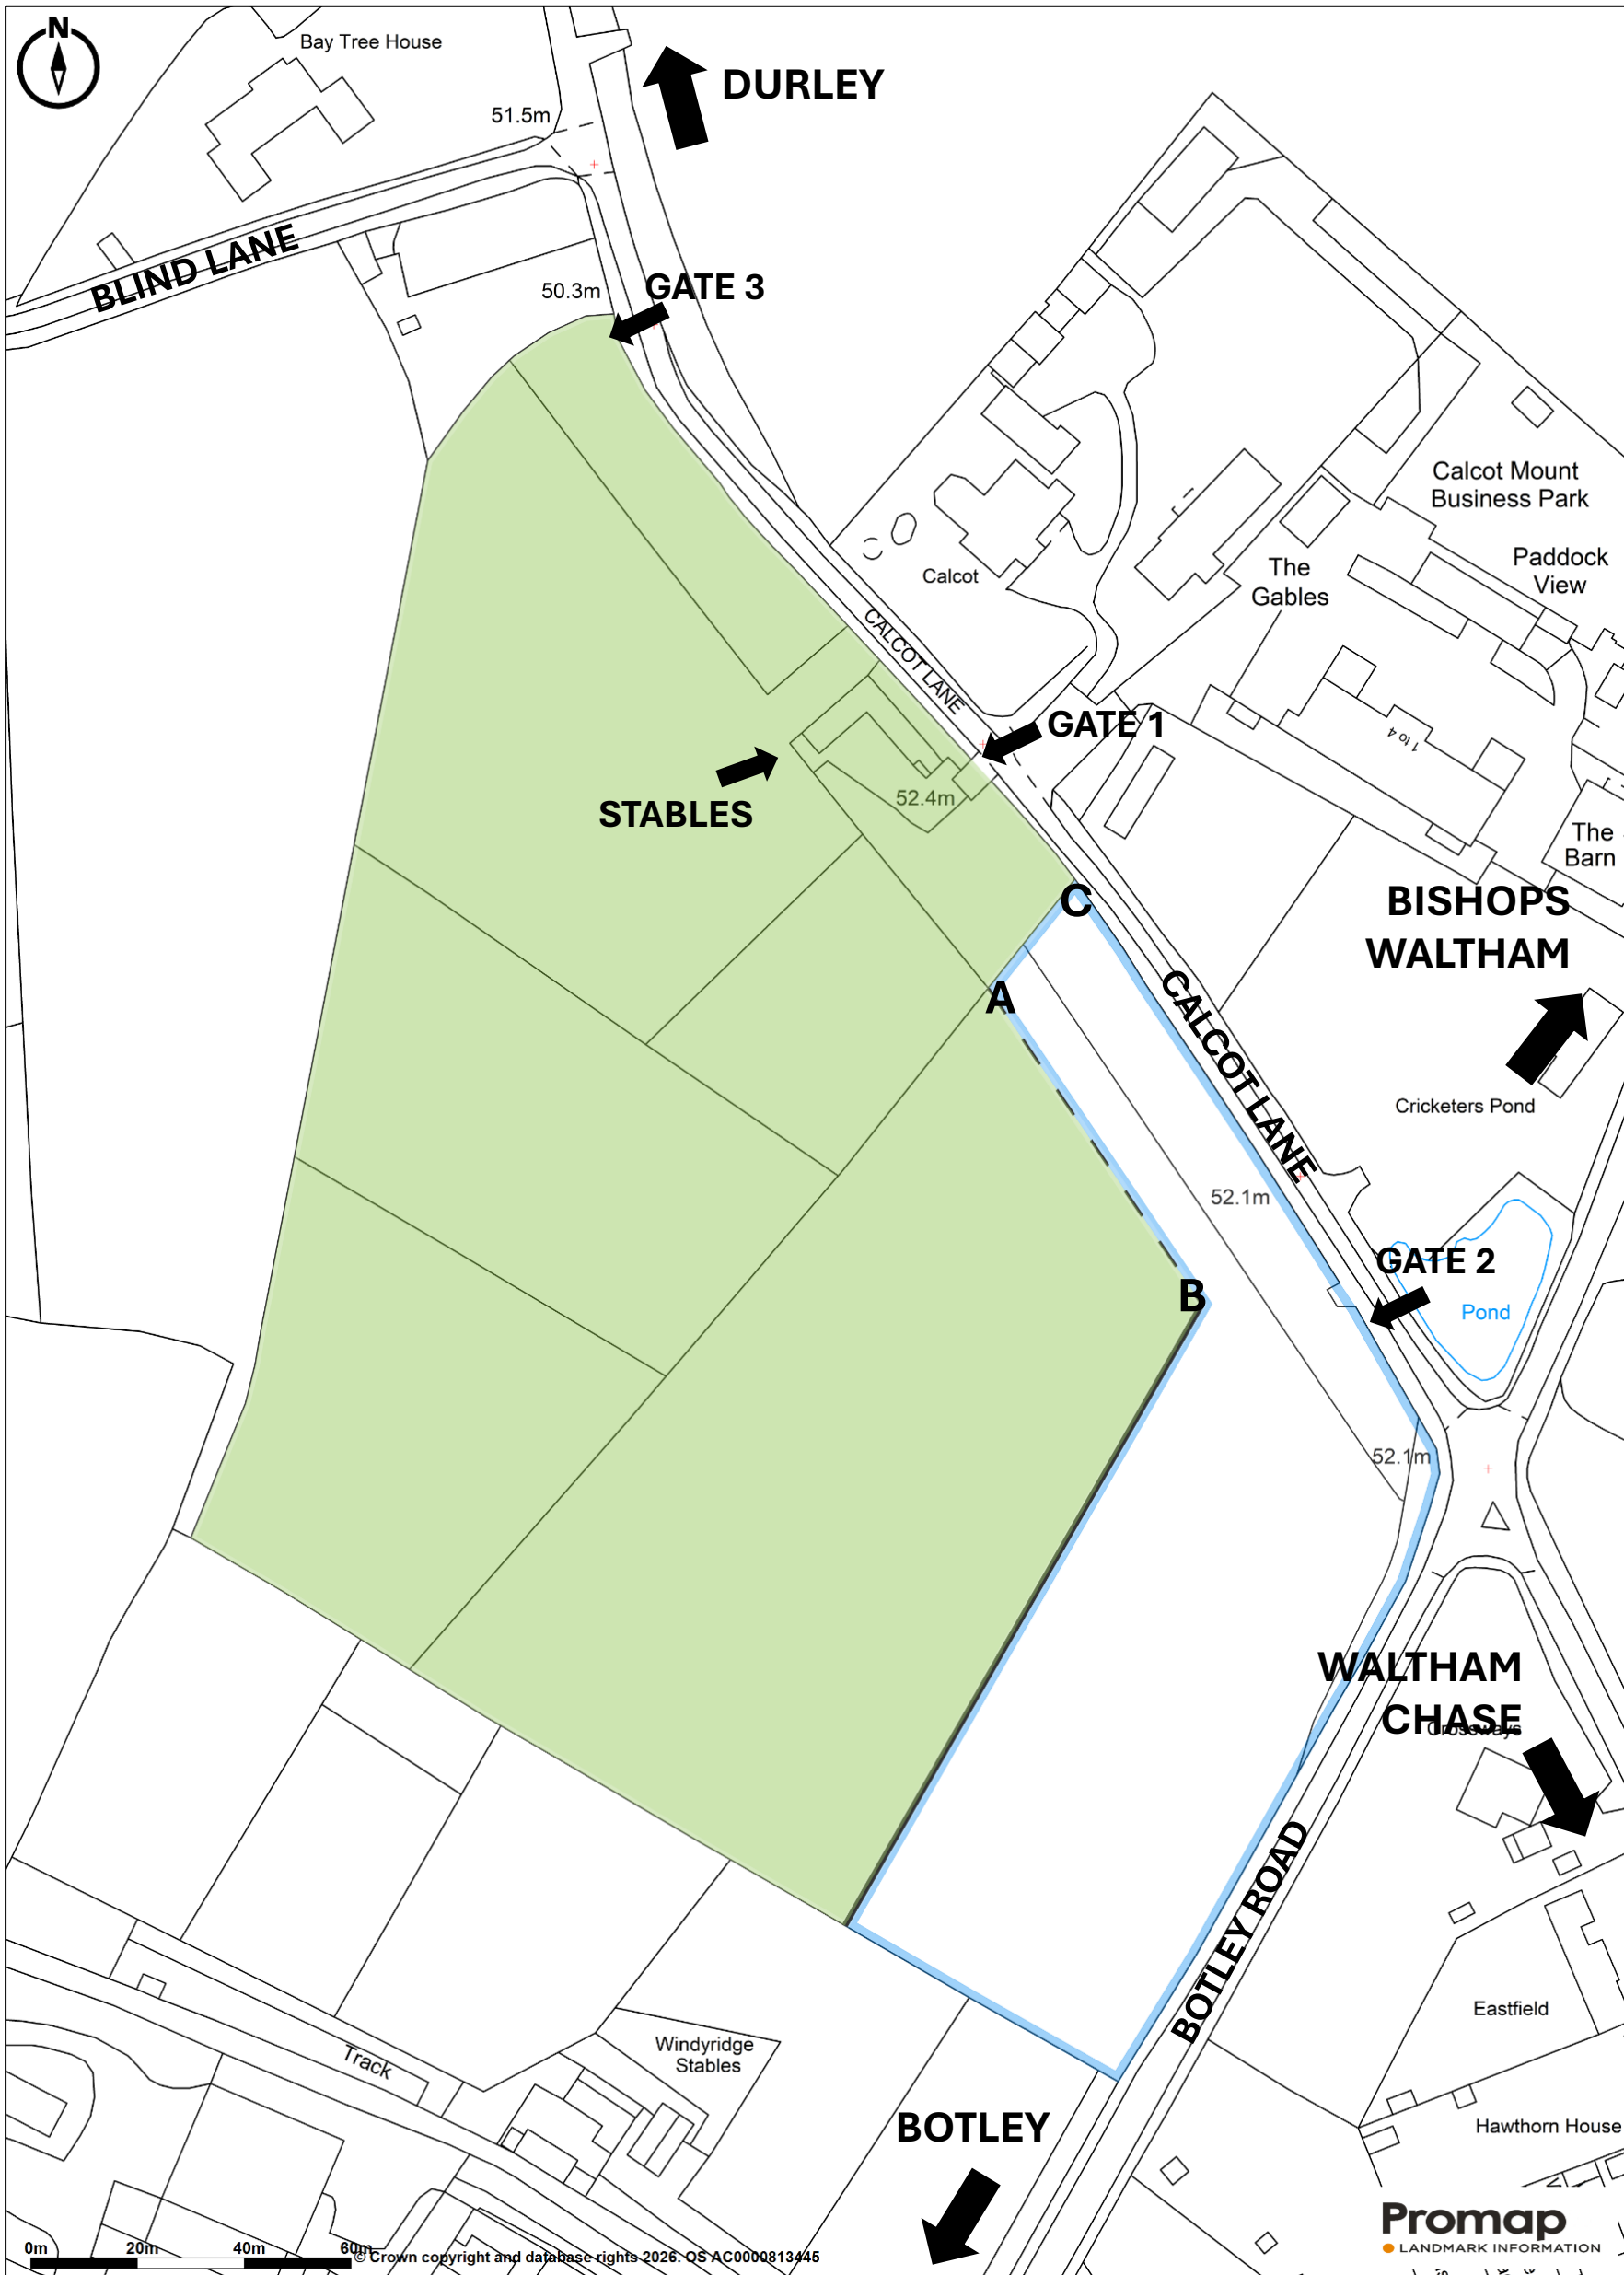 N
Bay Tree House
DURLEY
51.5m
BLIND LANE
50.3m
GATE 3
Calcot Mount
Business Park
Paddock
View
The
Gables
Calcot
CALCOT LANE
GATE 1
1 to 4
STABLES
52.4m
The
Barn
BISHOPS
WALTHAM
C
A
CALCOT LANE
Cricketers Pond
52.1m
GATE 2
B
Pond
52.1m
WALTHAM
CHASE
Crossways
BOTLEY ROAD
Eastfield
Windyridge
Stables
Track
BOTLEY
Hawthorn House
Promap
LANDMARK INFORMATION
0m 20m 40m 60m
© Crown copyright and database rights 2026. OS AC0000813445